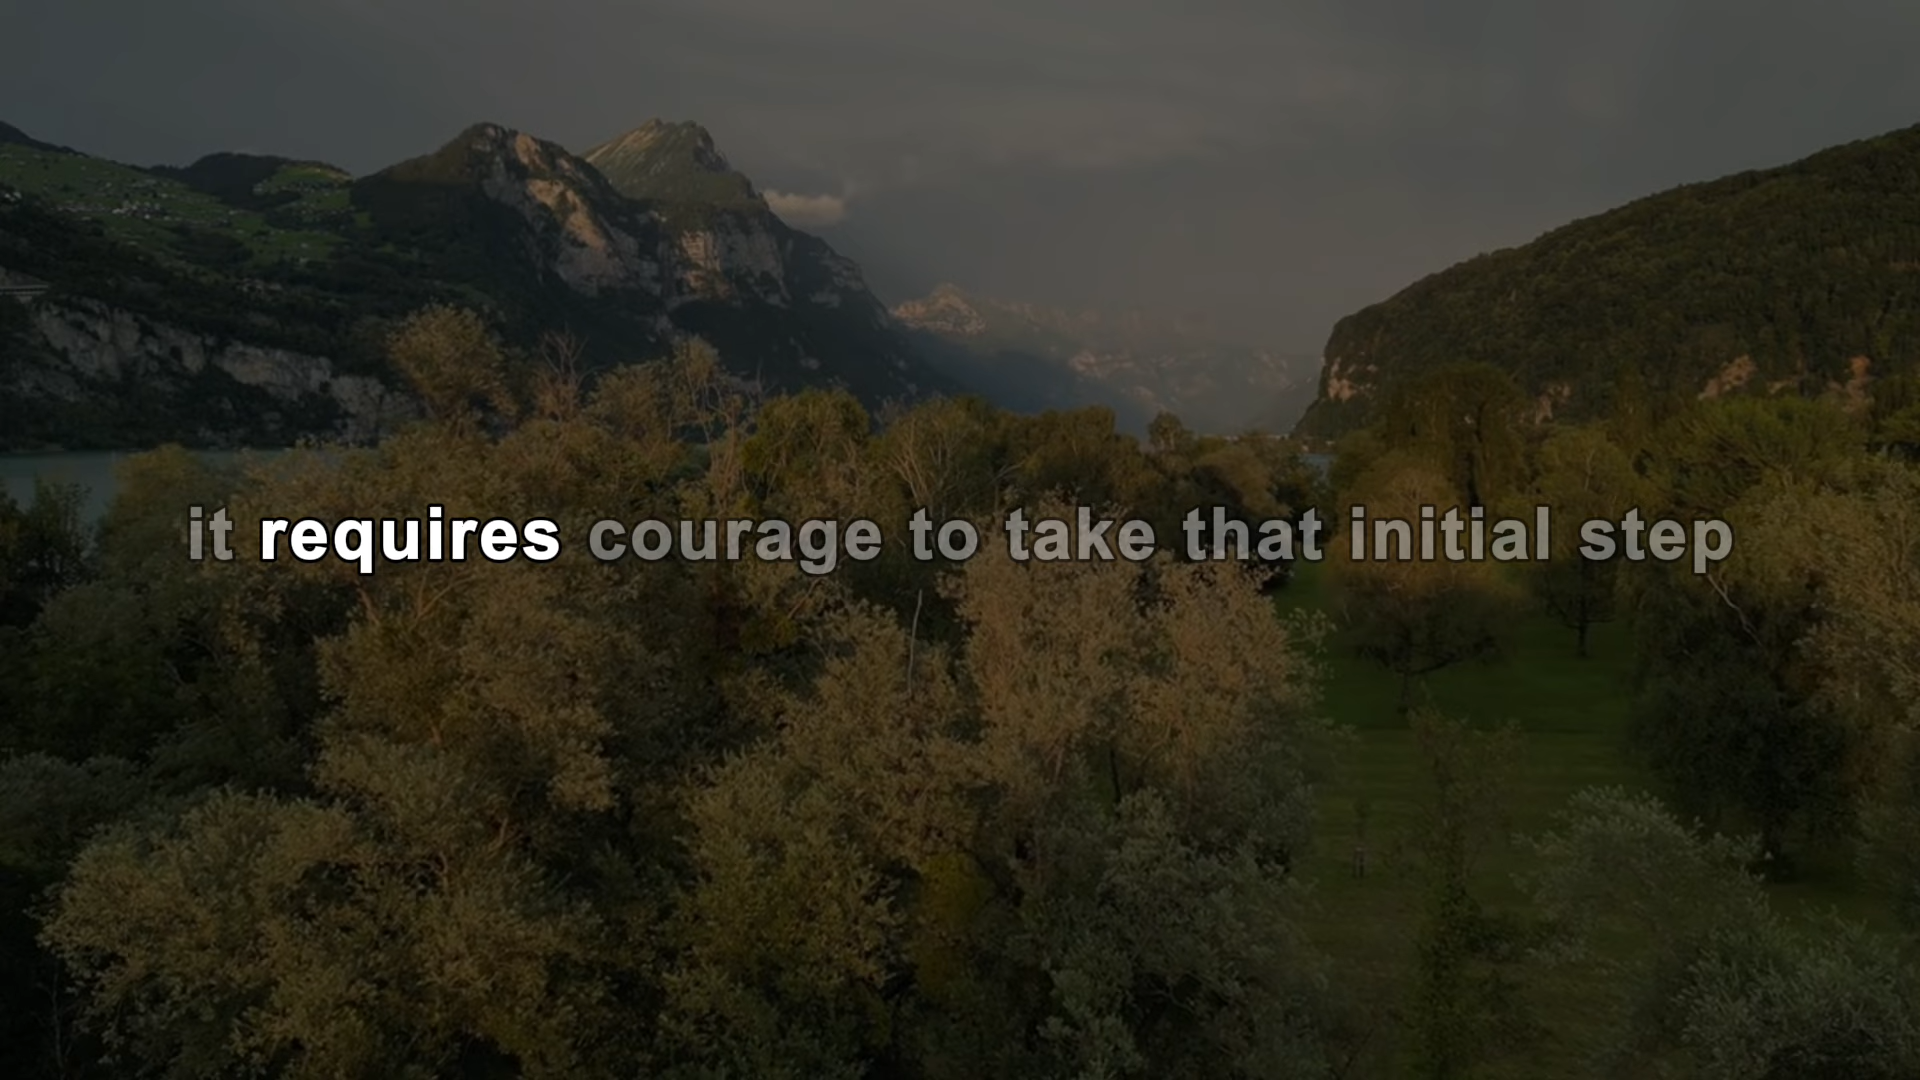 it requires courage to take that initial step